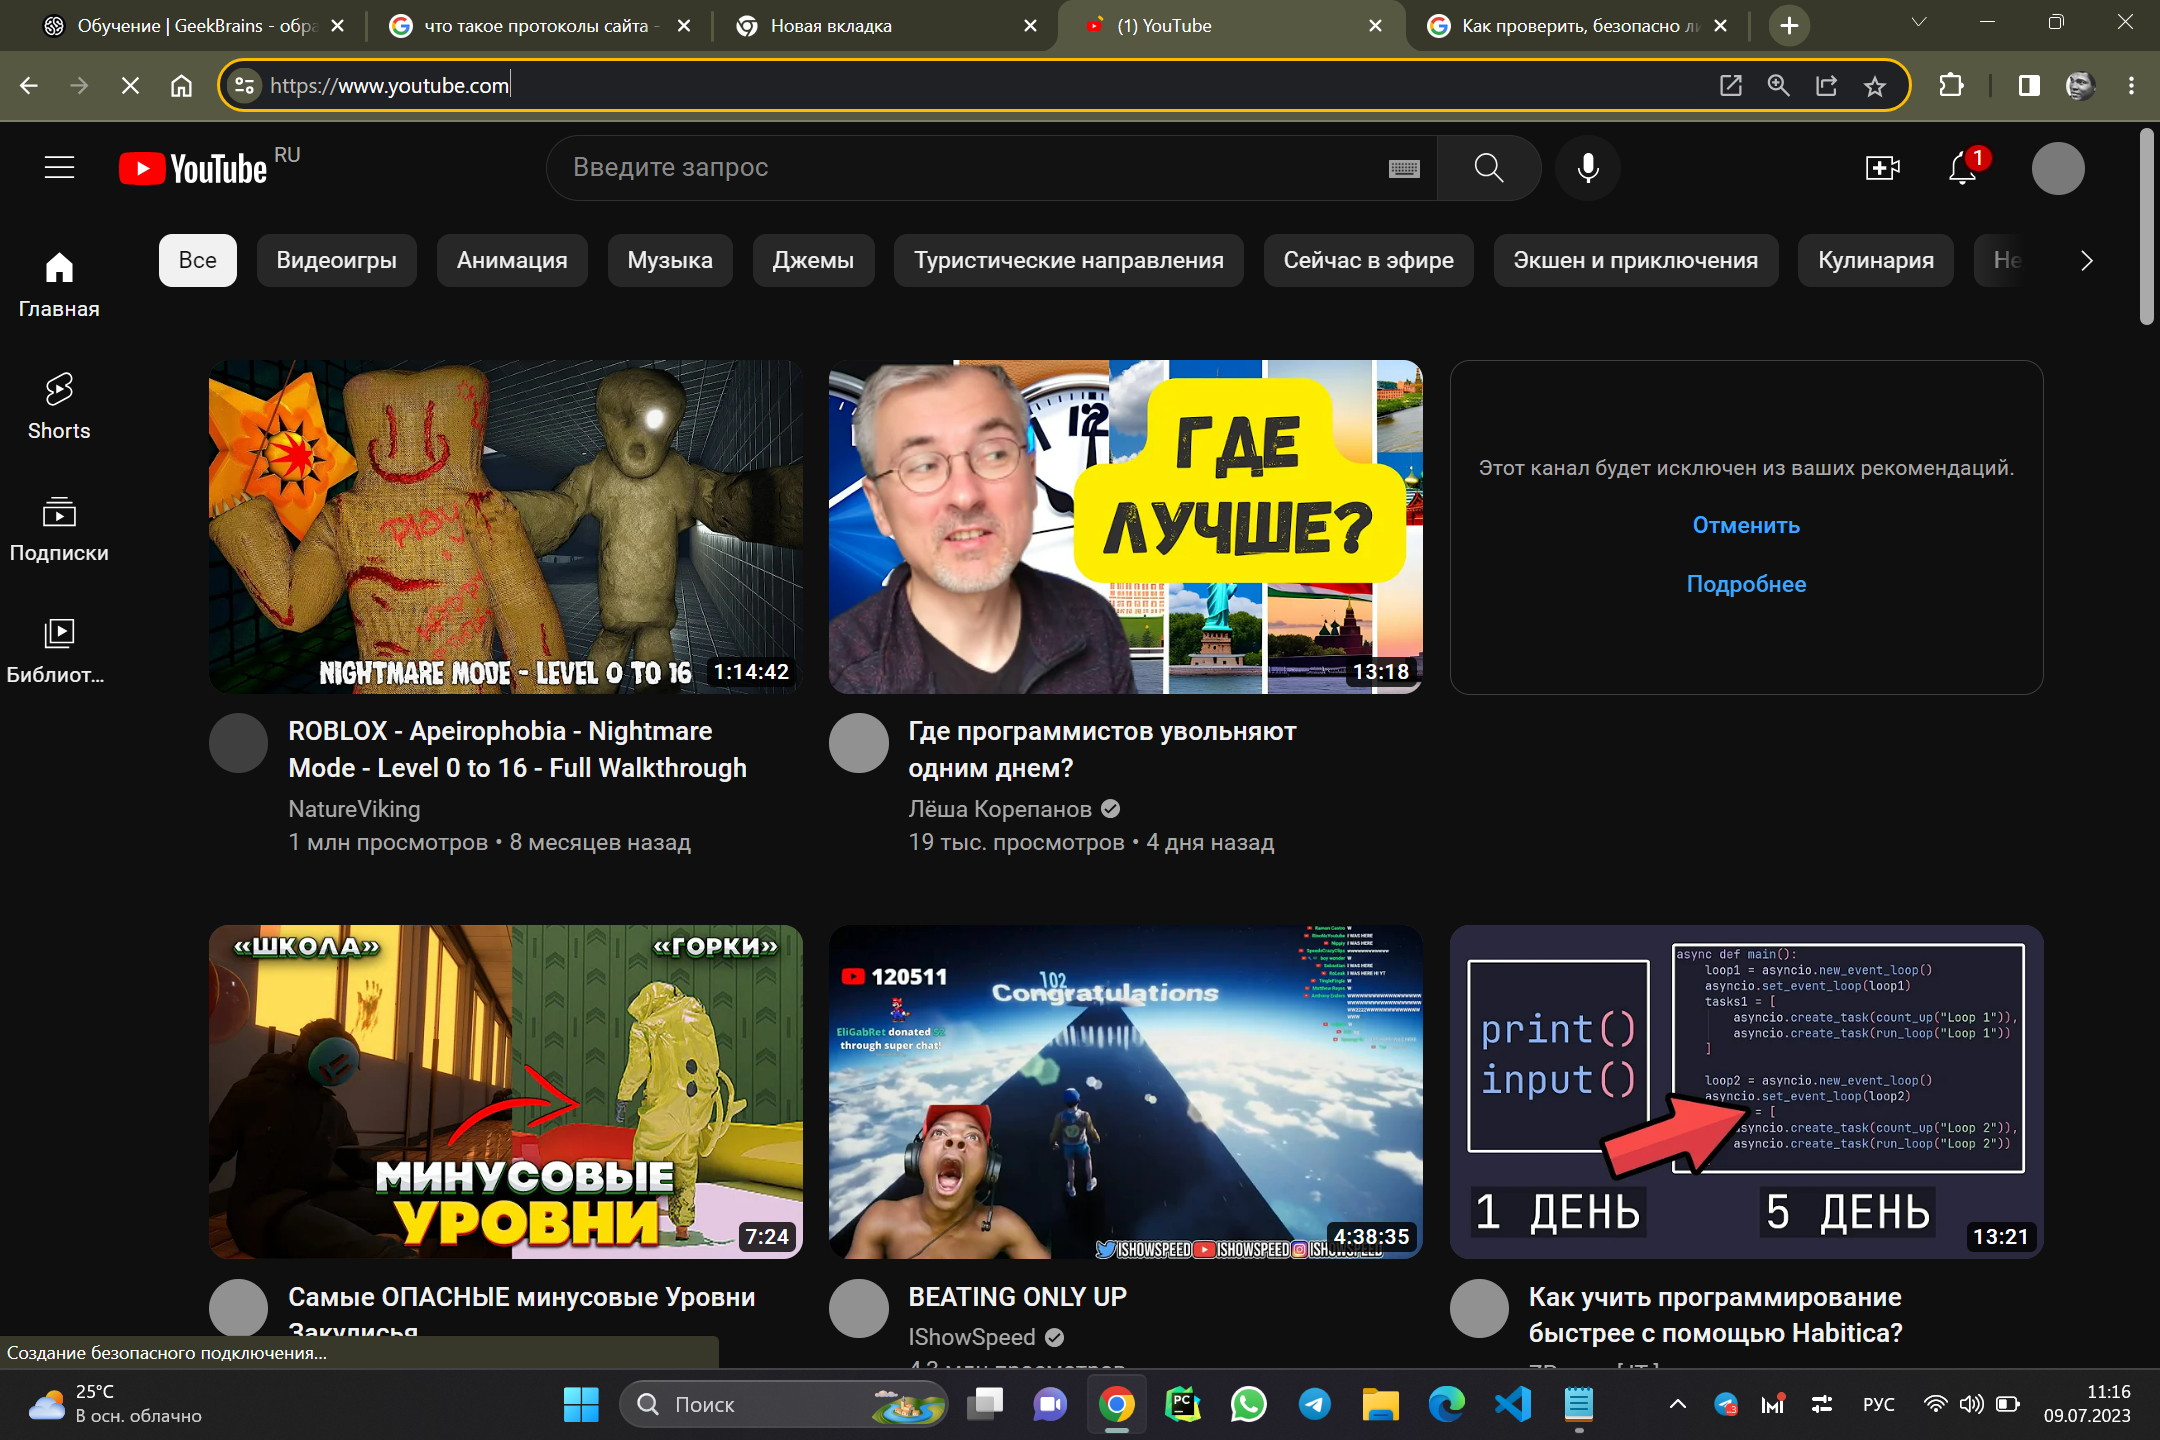 Обучение | GeekBrains - обра
что такое протоколы сайта -
Новая вкладка
(1) YouTube
Как проверить, безопасно ли
https://www.youtube.com
YouTube RU
Введите запрос
1
Все
Видеоигры
Анимация
Музыка
Джемы
Туристические направления
Сейчас в эфире
Экшен и приключения
Кулинария
Не
Главная
Shorts
Подписки
Библиот...
play
NIGHTMARE MODE - LEVEL 0 TO 16
1:14:42
12
ГДЕ
ЛУЧШЕ?
13:18
Этот канал будет исключен из ваших рекомендаций.
Отменить
Подробнее
ROBLOX - Apeirophobia - Nightmare
Mode - Level 0 to 16 - Full Walkthrough
NatureViking
1 млн просмотров • 8 месяцев назад
Где программистов увольняют
одним днем?
Лёша Корепанов
19 тыс. просмотров • 4 дня назад
«ШКОЛА»
«ГОРКИ»
МИНУСОВЫЕ
УРОВНИ
7:24
120511
102
Congratulations
EliGabRet donated
through super chat!
ISHOWSPEED ISHOWSPEED
4:38:35
print()
input()
async def main():
loop1 = asyncio.new_event_loop()
asyncio.set_event_loop(loop1)
tasks1 = [
asyncio.create_task(count_up("Loop 1")),
asyncio.create_task(run_loop("Loop 1"))
]
loop2 = asyncio.new_event_loop()
asyncio.set_event_loop(loop2)
= [
asyncio.create_task(count_up("Loop 2")),
asyncio.create_task(run_loop("Loop 2"))
1 ДЕНЬ
5 ДЕНЬ
13:21
Самые ОПАСНЫЕ минусовые Уровни
Закулисья
BEATING ONLY UP
IShowSpeed
Как учить программирование
быстрее с помощью Habitica?
Создание безопасного подключения...
25°C
В осн. облачно
Поиск
PC
РУС
11:16
09.07.2023